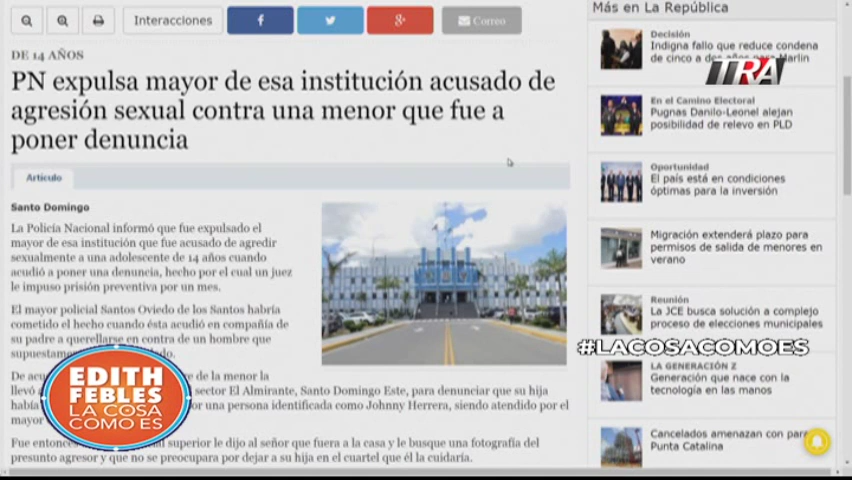 Interacciones
Correo
DE 14 AÑOS
PN expulsa mayor de esa institución acusado de
agresión sexual contra una menor que fue a
poner denuncia
Artículo
Santo Domingo
La Policía Nacional informó que fue expulsado el
mayor de esa institución que fue acusado de agredir
sexualmente a una adolescente de 14 años cuando
acudió a poner una denuncia, hecho por el cual un juez
le impuso prisión preventiva por un mes.
El mayor policial Santos Oviedo de los Santos habría
cometido el hecho cuando ésta acudió en compañía de
su padre a querellarse en contra de un hombre que
de la menor la
llevó sector El Almirante, Santo Domingo Este, para denunciar que su hija
había por una persona identificada como Johnny Herrera, siendo atendido por el
mayor
Fue superior le dijo al señor que fuera a la casa y le busque una fotografía del
presunto agresor y que no se preocupara por dejar a su hija en el cuartel que él la cuidaría.
EDITH
FEBLES
LA COSA
COMO ES
Más en La República
Decisión
Indigna fallo que reduce condena
de cinco a
En el Camino Electoral
Pugnas Danilo-Leonel alejan
posibilidad de relevo en PLD
Oportunidad
El país está en condiciones
óptimas para la inversión
Migración extenderá plazo para
permisos de salida de menores en
verano
Reunión
La JCE busca solución a complejo
proceso de elecciones municipales
#LACOSACOMOES
LA GENERACIÓN Z
Generación que nace con la
tecnología en las manos
Cancelados amenazan con
Punta Catalina